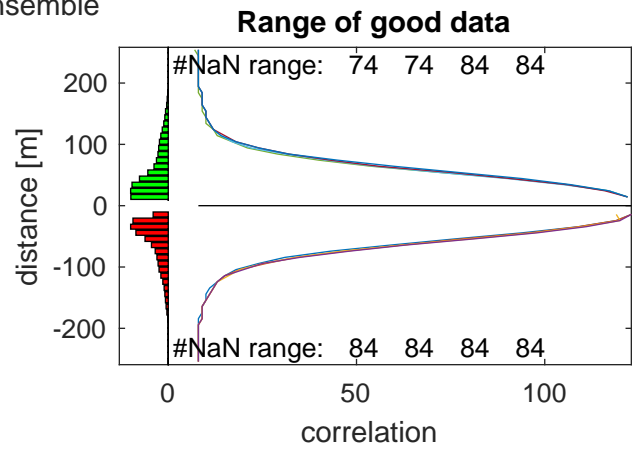 nsemble
Range of good data
#NaN range: 74 74 84 84
200
100
0
-100
-200
distance [m]
#NaN range: 84 84 84 84
0 50 100
correlation